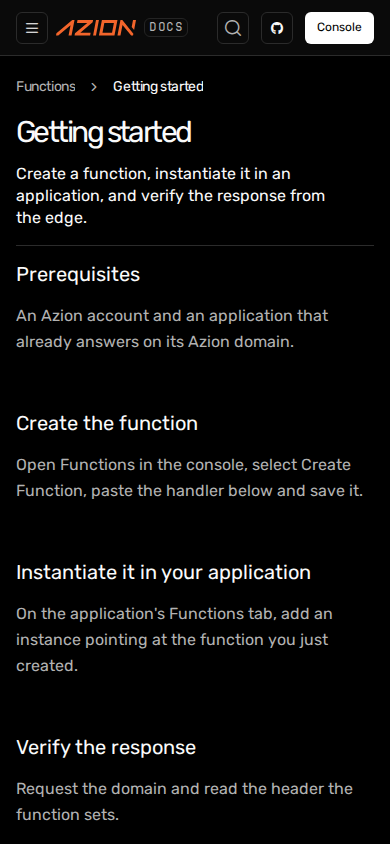 AZION DOCS Console
Functions > Getting started
Getting started
Create a function, instantiate it in an
application, and verify the response from
the edge.
Prerequisites
An Azion account and an application that
already answers on its Azion domain.
Create the function
Open Functions in the console, select Create
Function, paste the handler below and save it.
Instantiate it in your application
On the application's Functions tab, add an
instance pointing at the function you just
created.
Verify the response
Request the domain and read the header the
function sets.